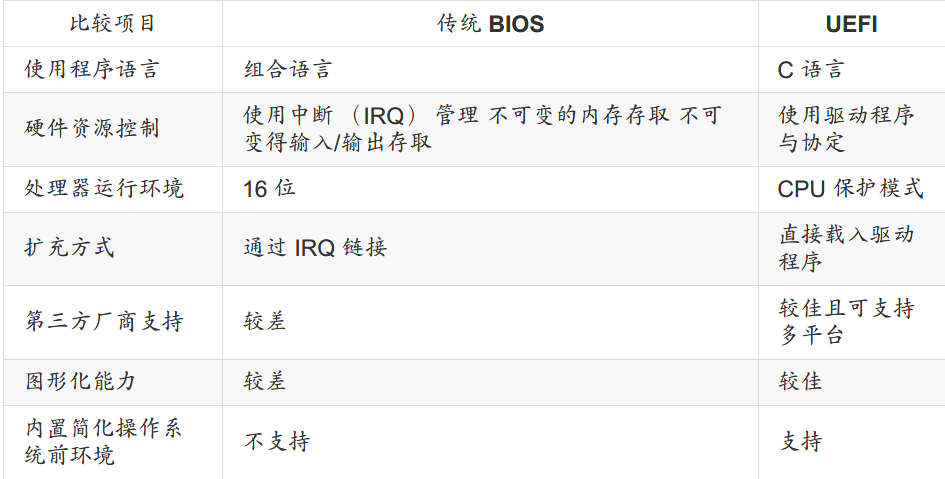 比较项目 传统 BIOS UEFI
使用程序语言 组合语言 C 语言
硬件资源控制
使用中断 （IRQ） 管理 不可变的内存存取 不可
变得输入/输出存取
使用驱动程序
与协定
处理器运行环境 16 位 CPU 保护模式
扩充方式 通过 IRQ 链接
直接载入驱动
程序
第三方厂商支持 较差
较佳且可支持
多平台
图形化能力 较差 较佳
内置简化操作系
统前环境
不支持 支持